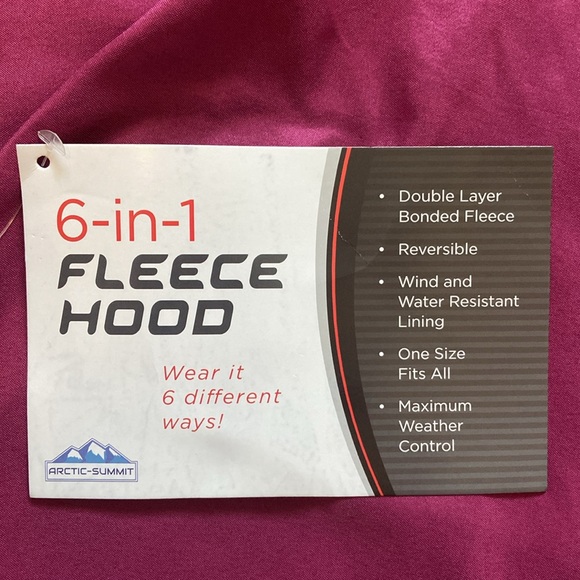 6-in-1
FLEECE
HOOD
Wear it
6 different
ways!
ARCTIC-SUMMIT
• Double Layer
Bonded Fleece
• Reversible
• Wind and
Water Resistant
Lining
• One Size
Fits All
• Maximum
Weather
Control